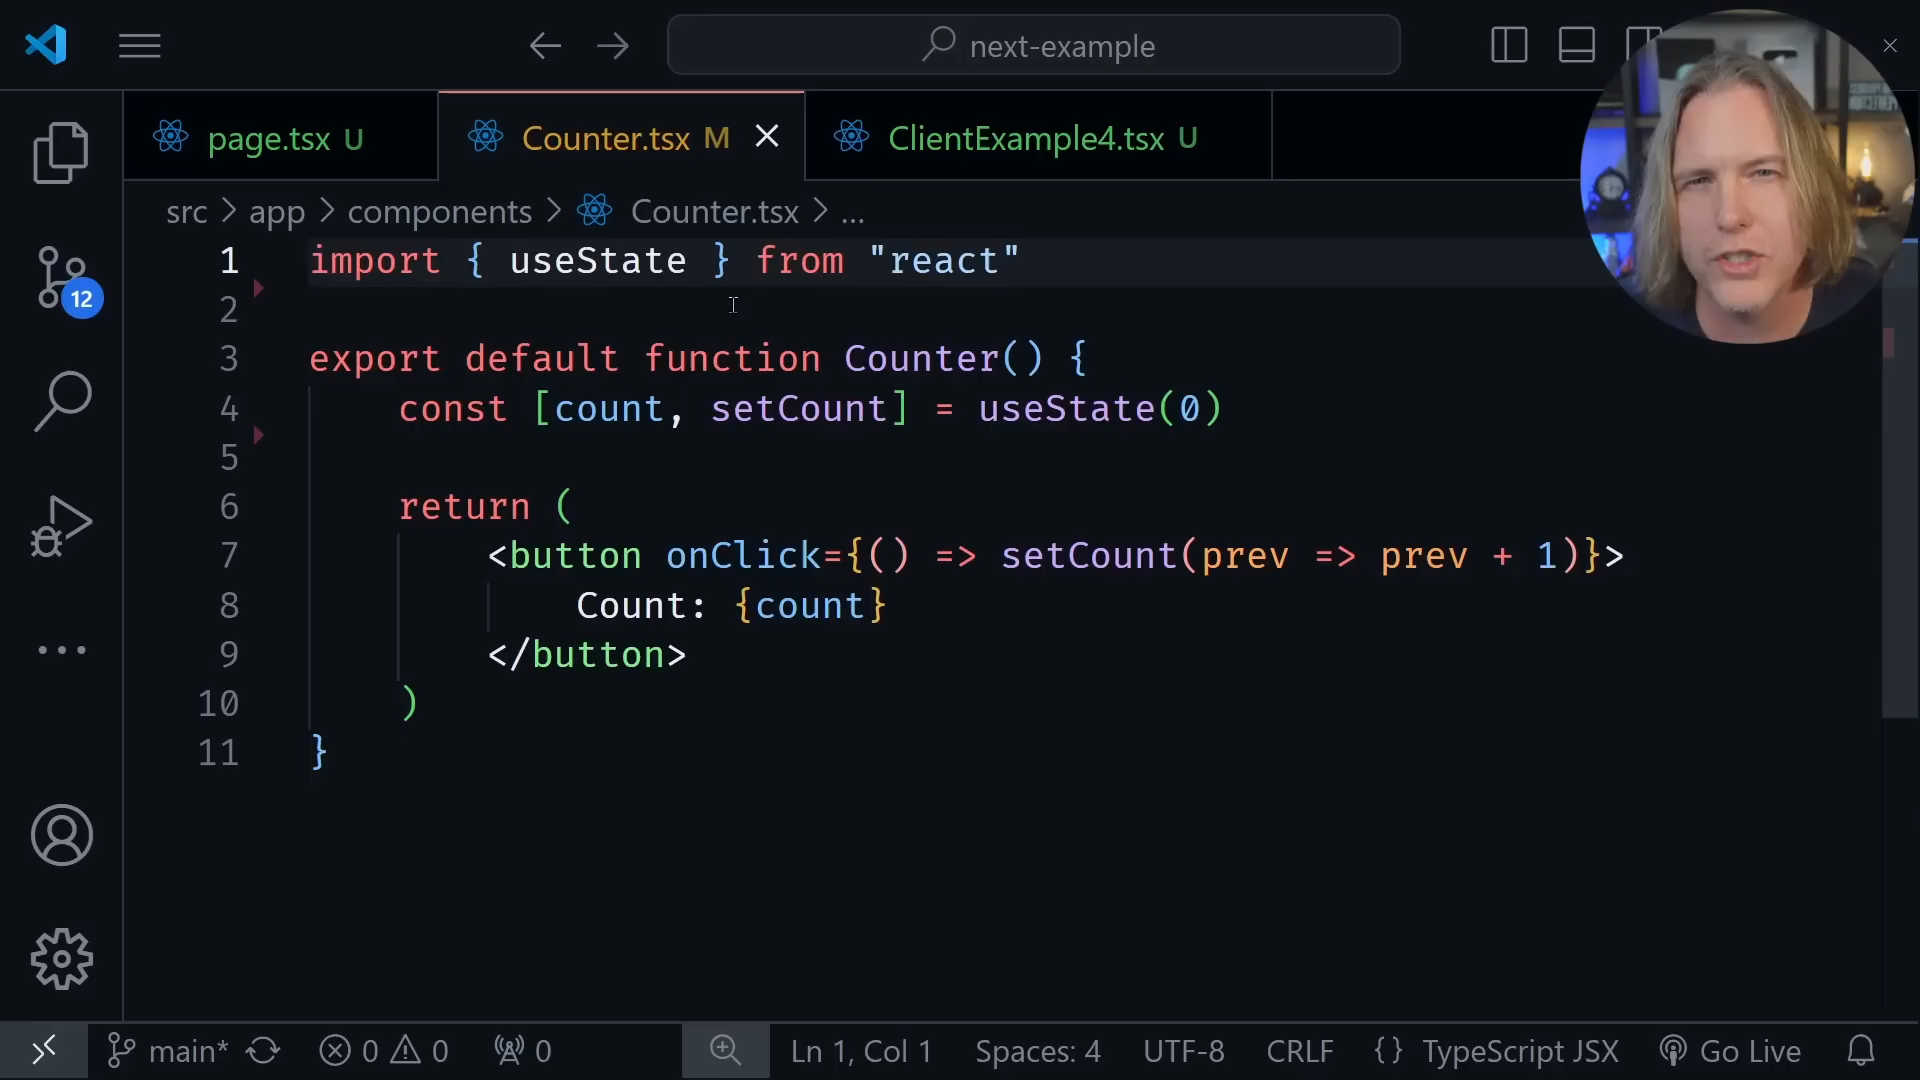 next-example
page.tsx U
Counter.tsx M
ClientExample4.tsx U
src > app > components > Counter.tsx > ...
1 import { useState } from "react"
2
3 export default function Counter() {
4 const [count, setCount] = useState(0)
5
6 return (
7 <button onClick={() => setCount(prev => prev + 1)}>
8 Count: {count}
9 </button>
10 )
11 }
12
main* 0 0 0 Ln 1, Col 1 Spaces: 4 UTF-8 CRLF {} TypeScript JSX Go Live